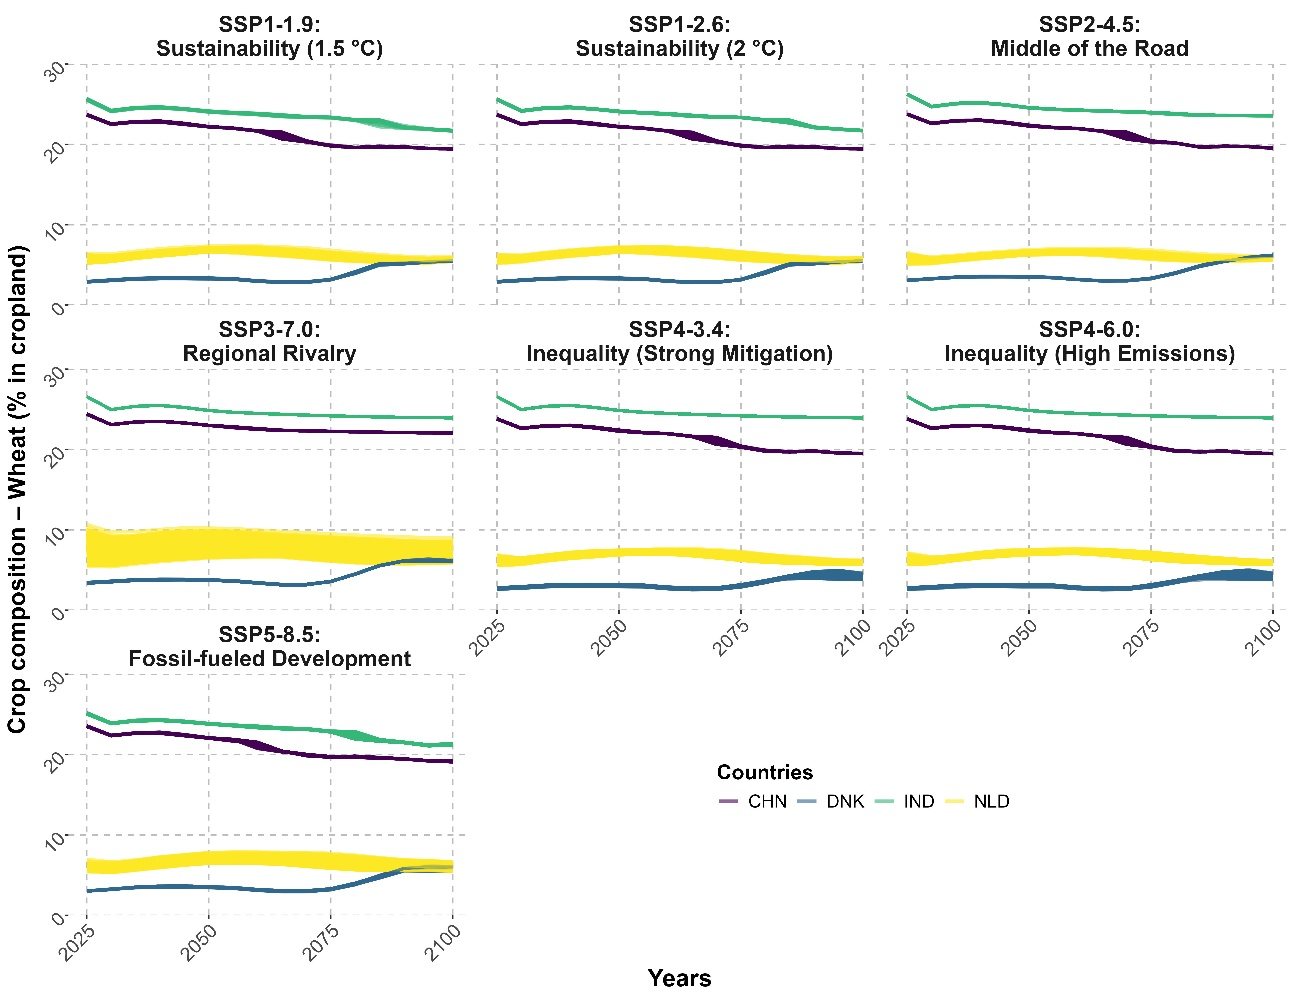 SSP1-1.9:
Sustainability (1.5 °C)
SSP1-2.6:
Sustainability (2 °C)
SSP2-4.5:
Middle of the Road
30
20
10
0
SSP3-7.0:
Regional Rivalry
SSP4-3.4:
Inequality (Strong Mitigation)
SSP4-6.0:
Inequality (High Emissions)
30
20
10
0
2025 2050 2075 2100
2025 2050 2075 2100
SSP5-8.5:
Fossil-fueled Development
30
20
10
0
2025 2050 2075 2100
Crop composition – Wheat (% in cropland)
Years
Countries
CHN DNK IND NLD